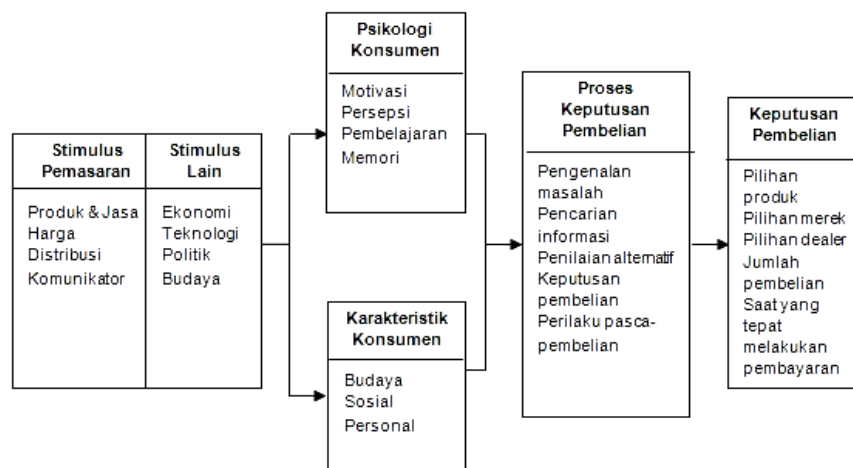 Stimulus
Pemasaran
Produk & Jasa
Harga
Distribusi
Komunikator
Stimulus
Lain
Ekonomi
Teknologi
Politik
Budaya
Psikologi
Konsumen
Motivasi
Persepsi
Pembelajaran
Memori
Karakteristik
Konsumen
Budaya
Sosial
Personal
Proses
Keputusan
Pembelian
Pengenalan
masalah
Pencarian
informasi
Penilaian alternatif
Keputusan
pembelian
Perilaku pasca-
pembelian
Keputusan
Pembelian
Pilihan
produk
Pilihan merek
Pilihan dealer
Jumlah
pembelian
Saat yang
tepat
melakukan
pembayaran